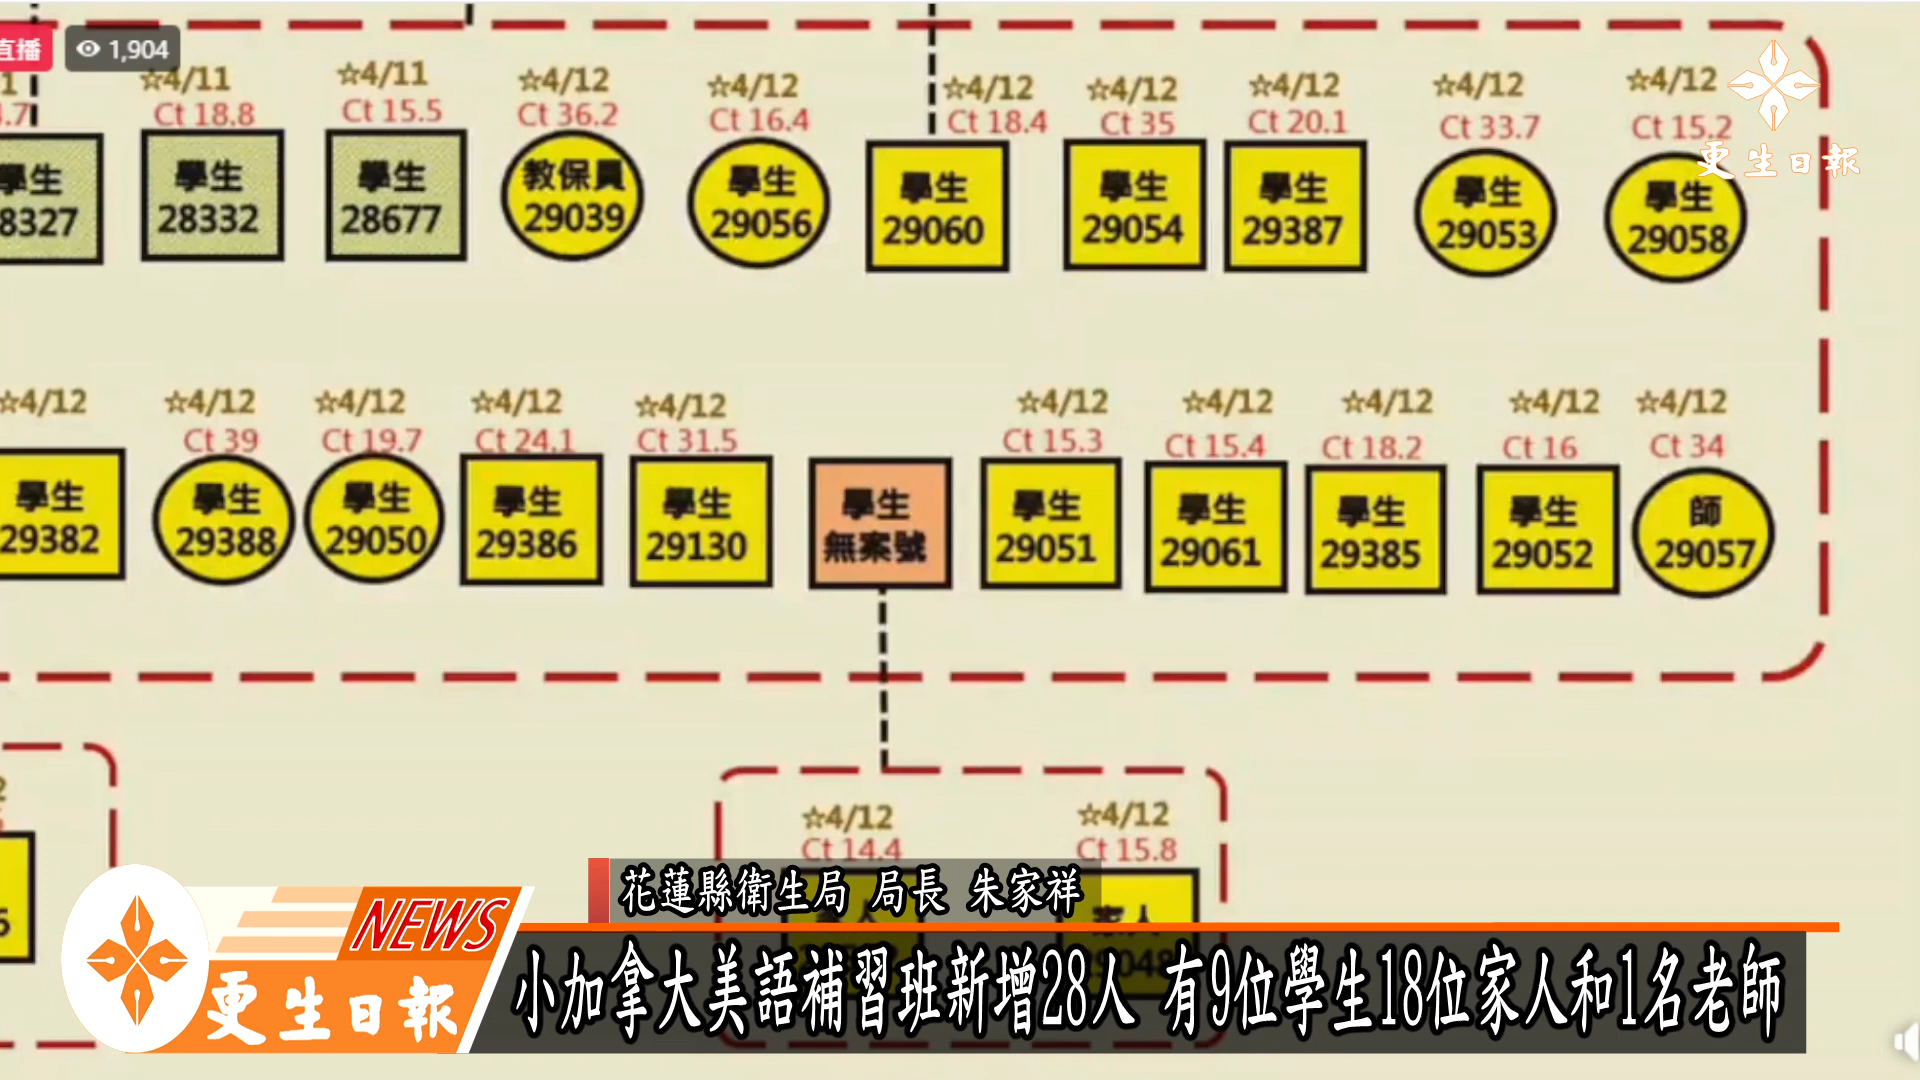 直播 1,904
☆4/11 ☆4/11 ☆4/12 ☆4/12 ☆4/12 ☆4/12 ☆4/12 ☆4/12 ☆4/12
Ct 18.8 Ct 15.5 Ct 36.2 Ct 16.4 Ct 18.4 Ct 35 Ct 20.1 Ct 33.7 Ct 15.2
學生 學生 學生 教保員 學生 學生 學生 學生 學生 學生
8327 28332 28677 29039 29056 29060 29054 29387 29053 29058
更生日報
☆4/12 ☆4/12 ☆4/12 ☆4/12 ☆4/12 ☆4/12 ☆4/12 ☆4/12 ☆4/12 ☆4/12
Ct 39 Ct 19.7 Ct 24.1 Ct 31.5 Ct 15.3 Ct 15.4 Ct 18.2 Ct 16 Ct 34
學生 學生 學生 學生 學生 學生 學生 學生 學生 學生 師
29382 29388 29050 29386 29130 無案號 29051 29061 29385 29052 29057
☆4/12 ☆4/12
Ct 14.4 Ct 15.8
家人 家人
花蓮縣衛生局 局長 朱家祥
NEWS
更生日報
小加拿大美語補習班新增28人 有9位學生18位家人和1名老師